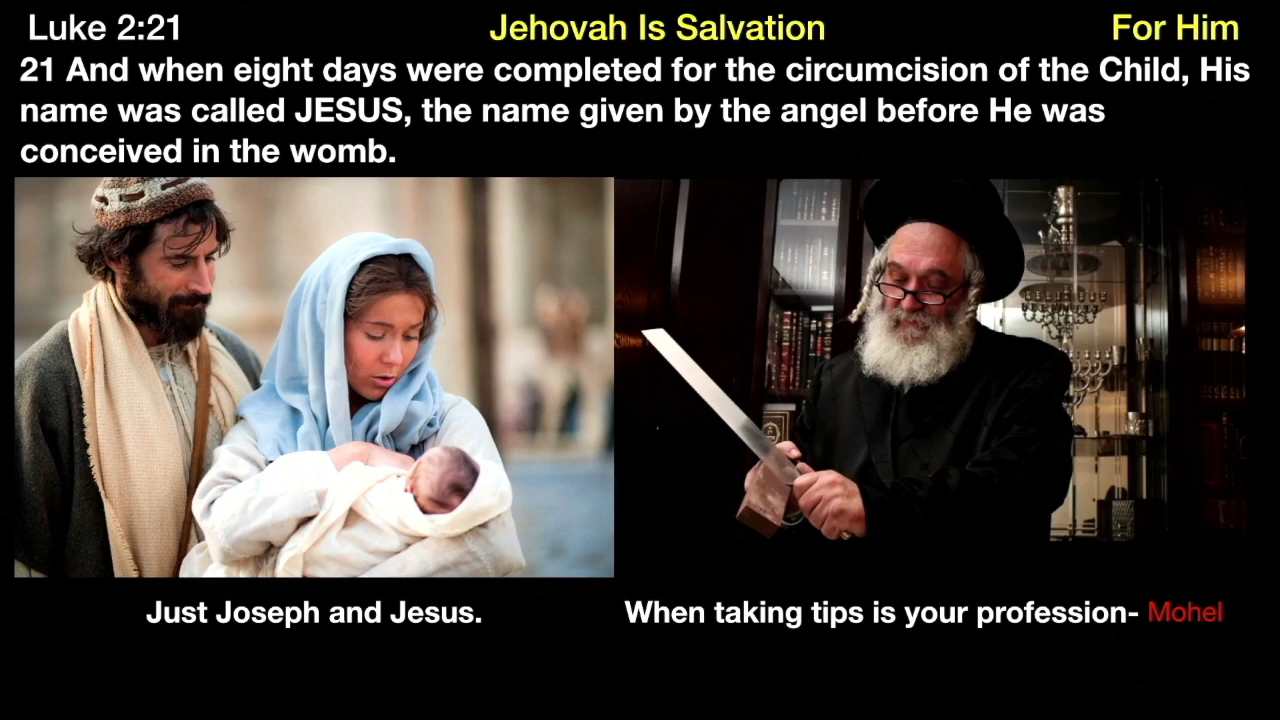 Luke 2:21 Jehovah Is Salvation For Him
21 And when eight days were completed for the circumcision of the Child, His
name was called JESUS, the name given by the angel before He was
conceived in the womb.
Just Joseph and Jesus.
When taking tips is your profession- Mohel